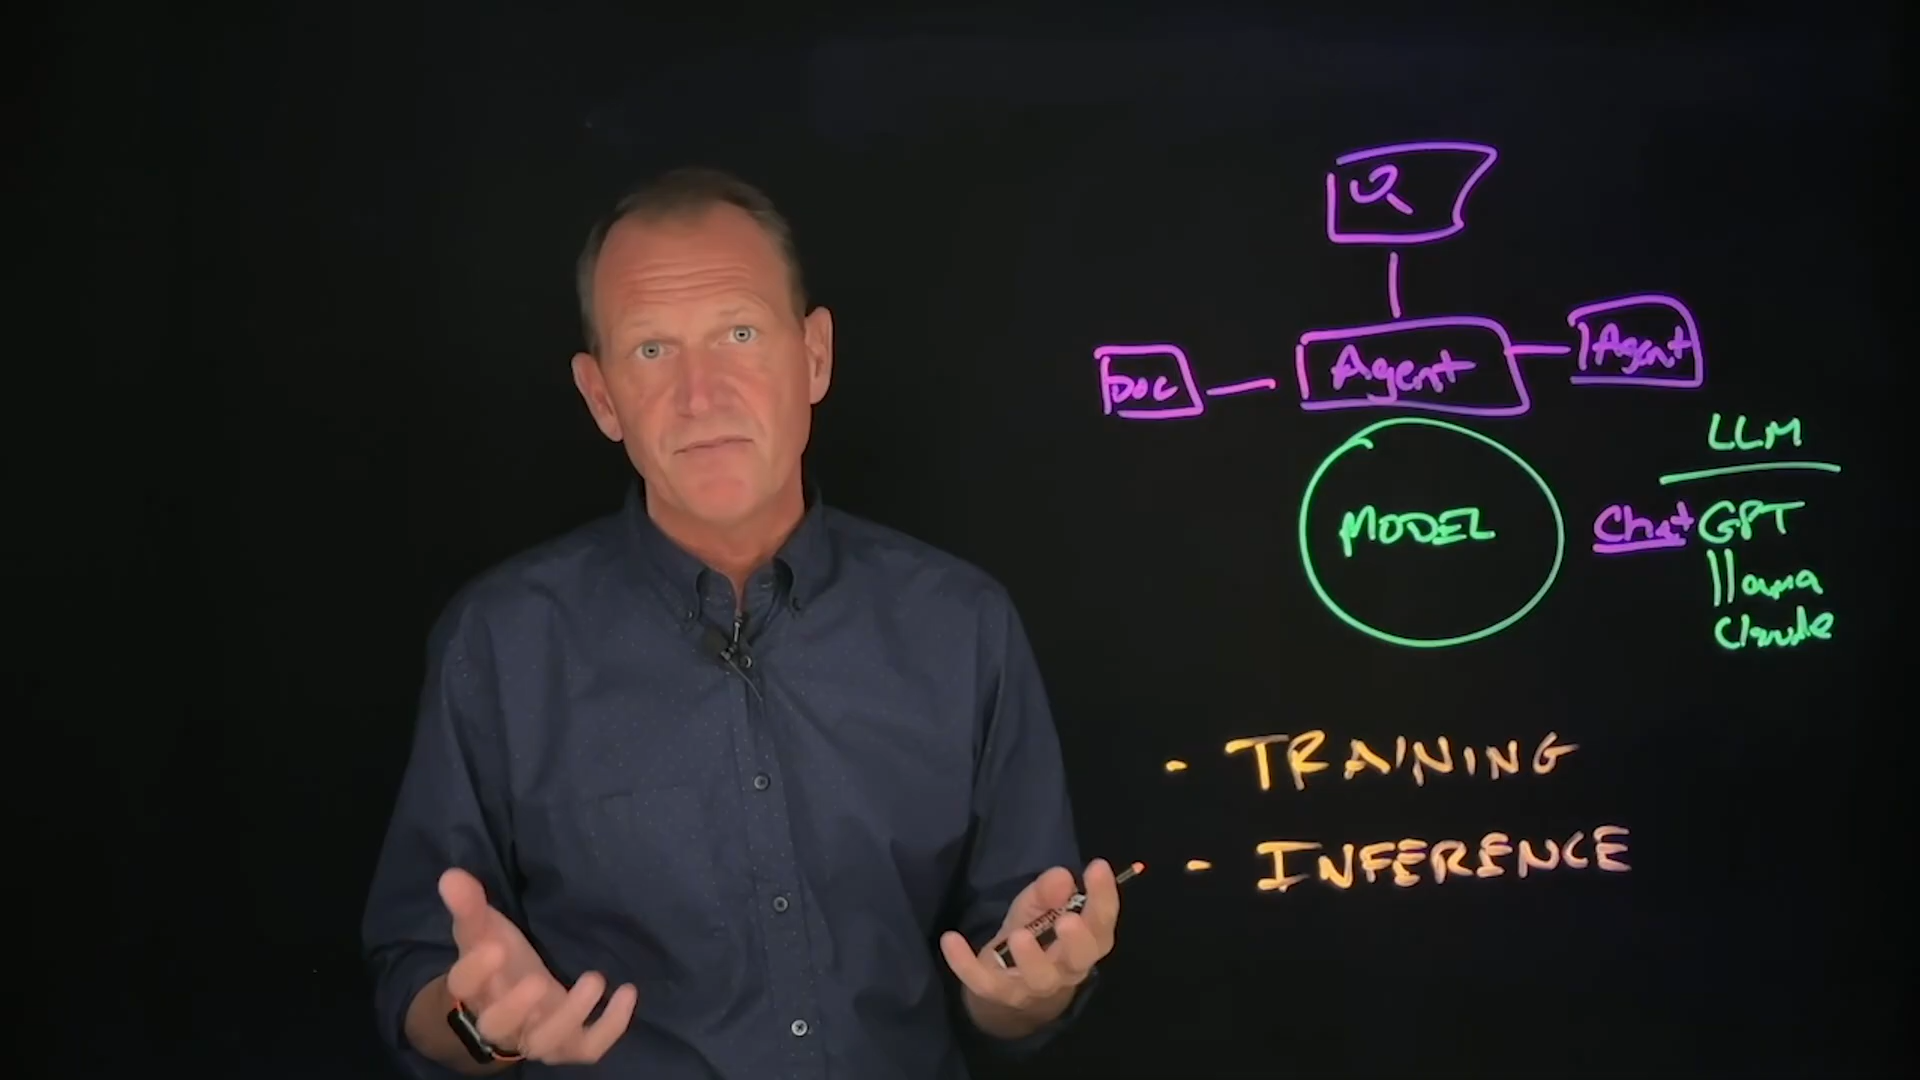 Agent
Agent
DOC
LLM
MODEL
Chat GPT
llama
Claude
- TRAINING
- INFERENCE